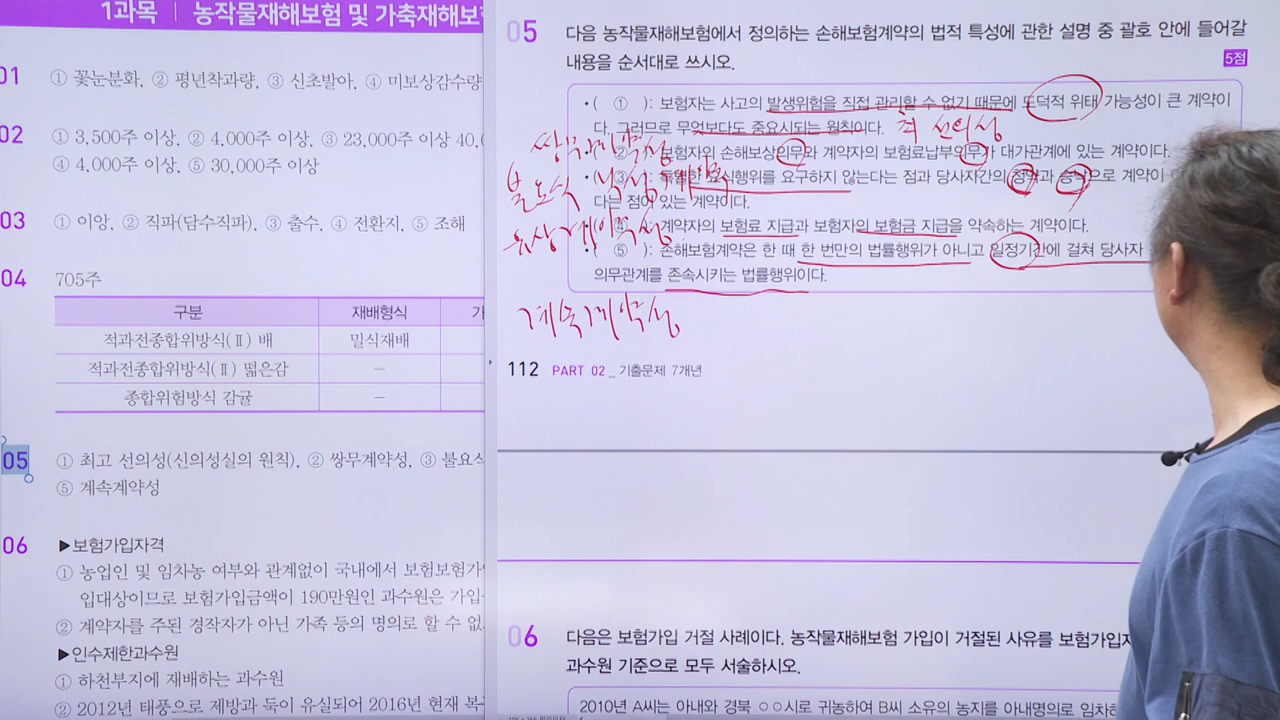 1과목 | 농작물재해보험 및 가축재해보험
01 ① 꽃눈분화, ② 평년착과량, ③ 신초발아, ④ 미보상감수량
02 ① 3,500주 이상, ② 4,000주 이상, ③ 23,000주 이상 40,0
④ 4,000주 이상, ⑤ 30,000주 이상
03 ① 이앙, ② 직파(담수직파), ③ 출수, ④ 전환지, ⑤ 조해
04 705주
구분 재배형식 가
적과전종합위방식(Ⅱ) 배 밀식재배
적과전종합위방식(Ⅱ) 떫은감 –
종합위험방식 감귤 –
05 ① 최고 선의성(신의성실의 원칙), ② 쌍무계약성, ③ 불요식
⑤ 계속계약성
06 ▶보험가입자격
① 농업인 및 임차농 여부와 관계없이 국내에서 보험보험가입
입대상이므로 보험가입금액이 190만원인 과수원은 가입
② 계약자를 주된 경작자가 아닌 가족 등의 명의로 할 수 없
▶인수제한과수원
① 하천부지에 재배하는 과수원
② 2012년 태풍으로 제방과 둑이 유실되어 2016년 현재 복구
05 다음 농작물재해보험에서 정의하는 손해보험계약의 법적 특성에 관한 설명 중 괄호 안에 들어갈
내용을 순서대로 쓰시오. 5점
• ( ① ): 보험자는 사고의 발생위험을 직접 관리할 수 없기 때문에 도덕적 위태 가능성이 큰 계약이
다. 그러므로 무엇보다도 중요시되는 원칙이다. 최 선의성
쌍무계약성
( ② 보험자의 손해보상의무와 계약자의 보험료납부의무가 대가관계에 있는 계약이다.
불요식 낙성계약
③ 특별한 요식행위를 요구하지 않는다는 점과 당사자간의 청약과 승낙으로 계약이
다는 점이 있는 계약이다.
유상계약성
④ 계약자의 보험료 지급과 보험자의 보험금 지급을 약속하는 계약이다.
• ( ⑤ ): 손해보험계약은 한 때 한 번만의 법률행위가 아니고 일정기간에 걸쳐 당사자
의무관계를 존속시키는 법률행위이다.
계속계약성
112 PART 02 _ 기출문제 7개년
06 다음은 보험가입 거절 사례이다. 농작물재해보험 가입이 거절된 사유를 보험가입자
과수원 기준으로 모두 서술하시오.
2010년 A씨는 아내와 경북 ○○시로 귀농하여 B씨 소유의 농지를 아내명의로 임차하